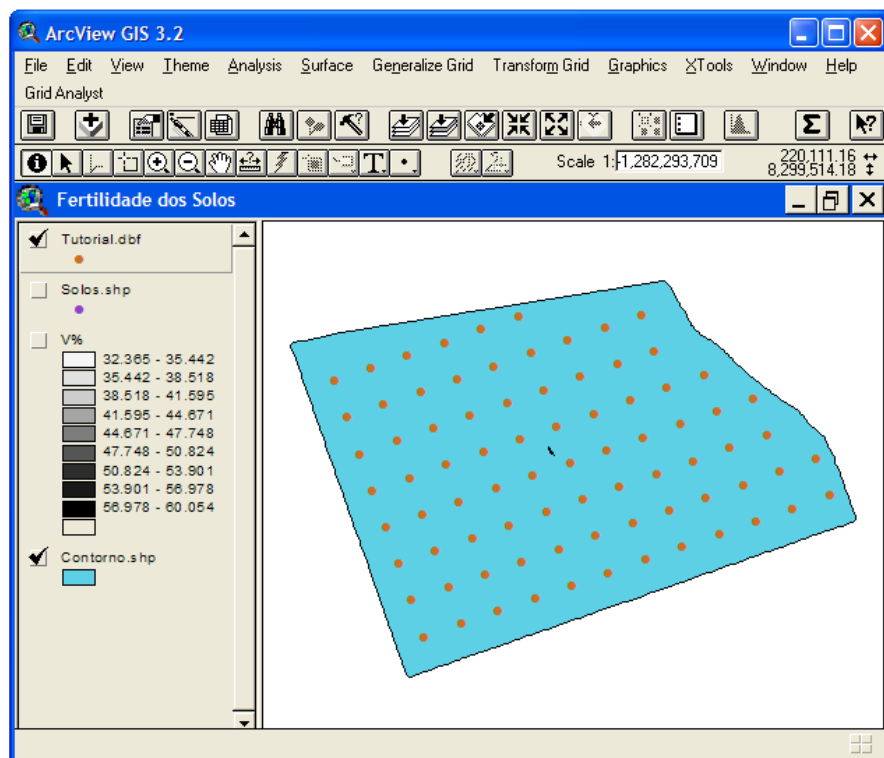 ArcView GIS 3.2
File Edit View Theme Analysis Surface Generalize Grid Transform Grid Graphics XTools Window Help
Grid Analyst
Scale 1: -1,282,293,709 220,111.16
8,299,514.18
Fertilidade dos Solos
Tutorial.dbf
Solos.shp
V%
32.365 - 35.442
35.442 - 38.518
38.518 - 41.595
41.595 - 44.671
44.671 - 47.748
47.748 - 50.824
50.824 - 53.901
53.901 - 56.978
56.978 - 60.054
Contorno.shp